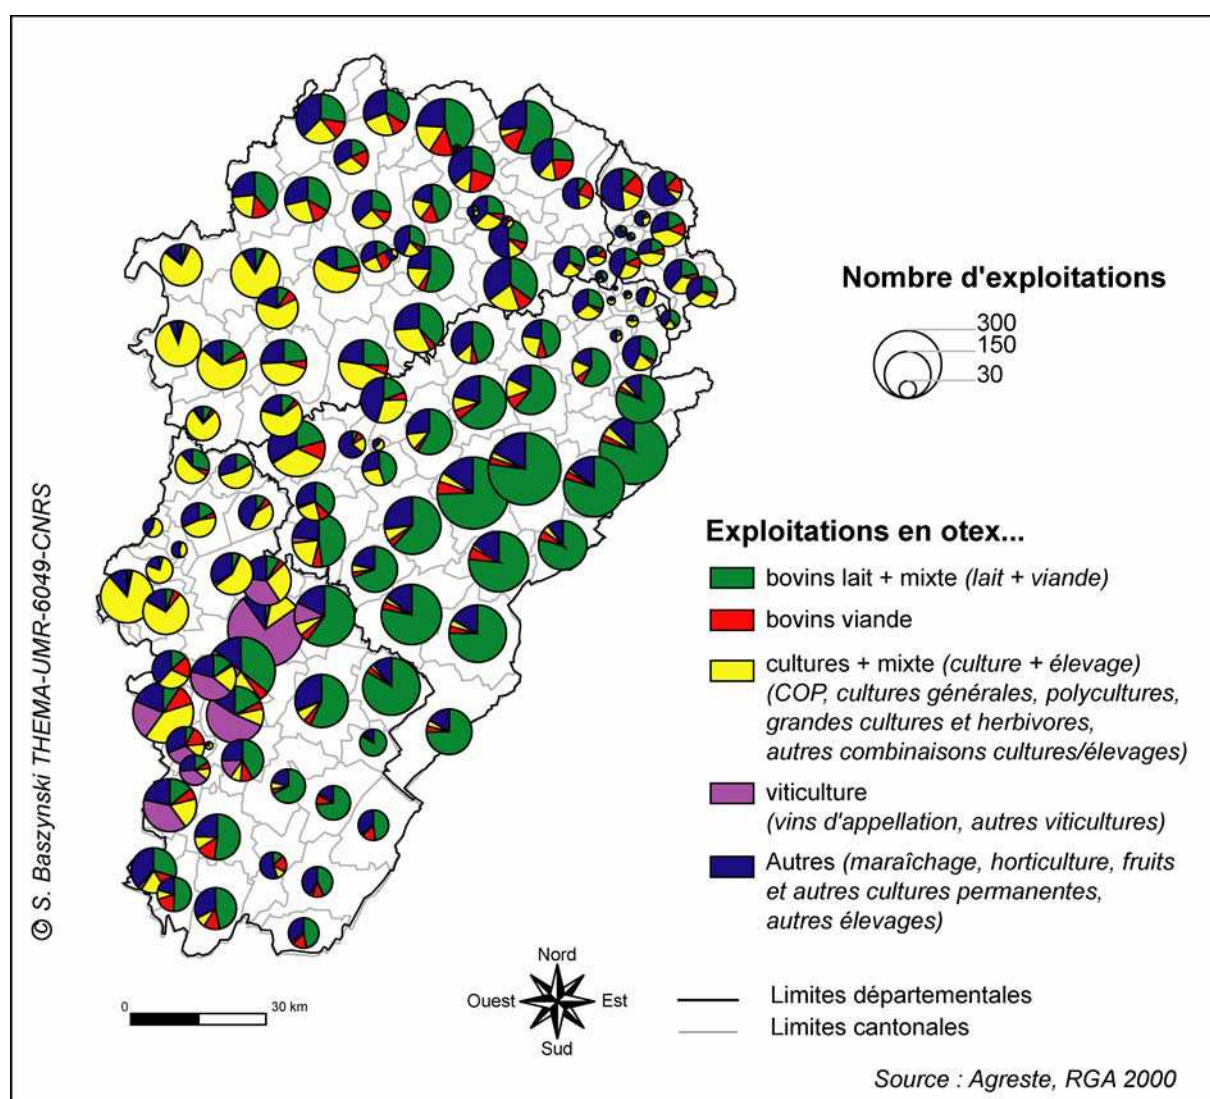 Nombre d'exploitations
300
150
30
© S. Baszynski THEMA-UMR-6049-CNRS
Exploitations en otex...
bovins lait + mixte (lait + viande)
bovins viande
cultures + mixte (culture + élevage)
(COP, cultures générales, polycultures,
grandes cultures et herbivores,
autres combinaisons cultures/élevages)
viticulture
(vins d'appellation, autres viticultures)
Autres (maraîchage, horticulture, fruits
et autres cultures permanentes,
autres élevages)
Nord
Ouest
Est
Sud
0
30 km
Limites départementales
Limites cantonales
Source : Agreste, RGA 2000